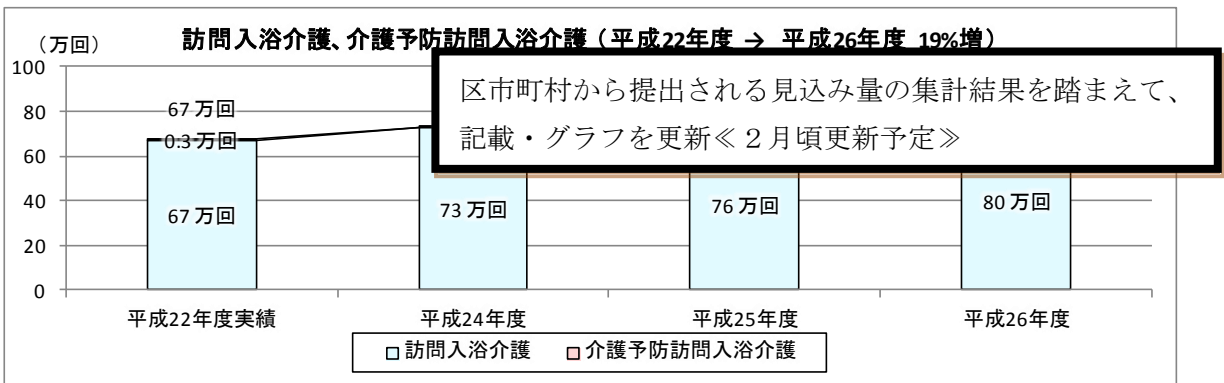 訪問入浴介護、介護予防訪問入浴介護（平成22年度 → 平成26年度 19%増）
（万回）
区市町村から提出される見込み量の集計結果を踏まえて、
記載・グラフを更新≪２月頃更新予定≫
100
80
60
40
20
0
67 万回
0.3万回
67 万回
73 万回
76 万回
80 万回
平成22年度実績
平成24年度
平成25年度
平成26年度
訪問入浴介護
介護予防訪問入浴介護